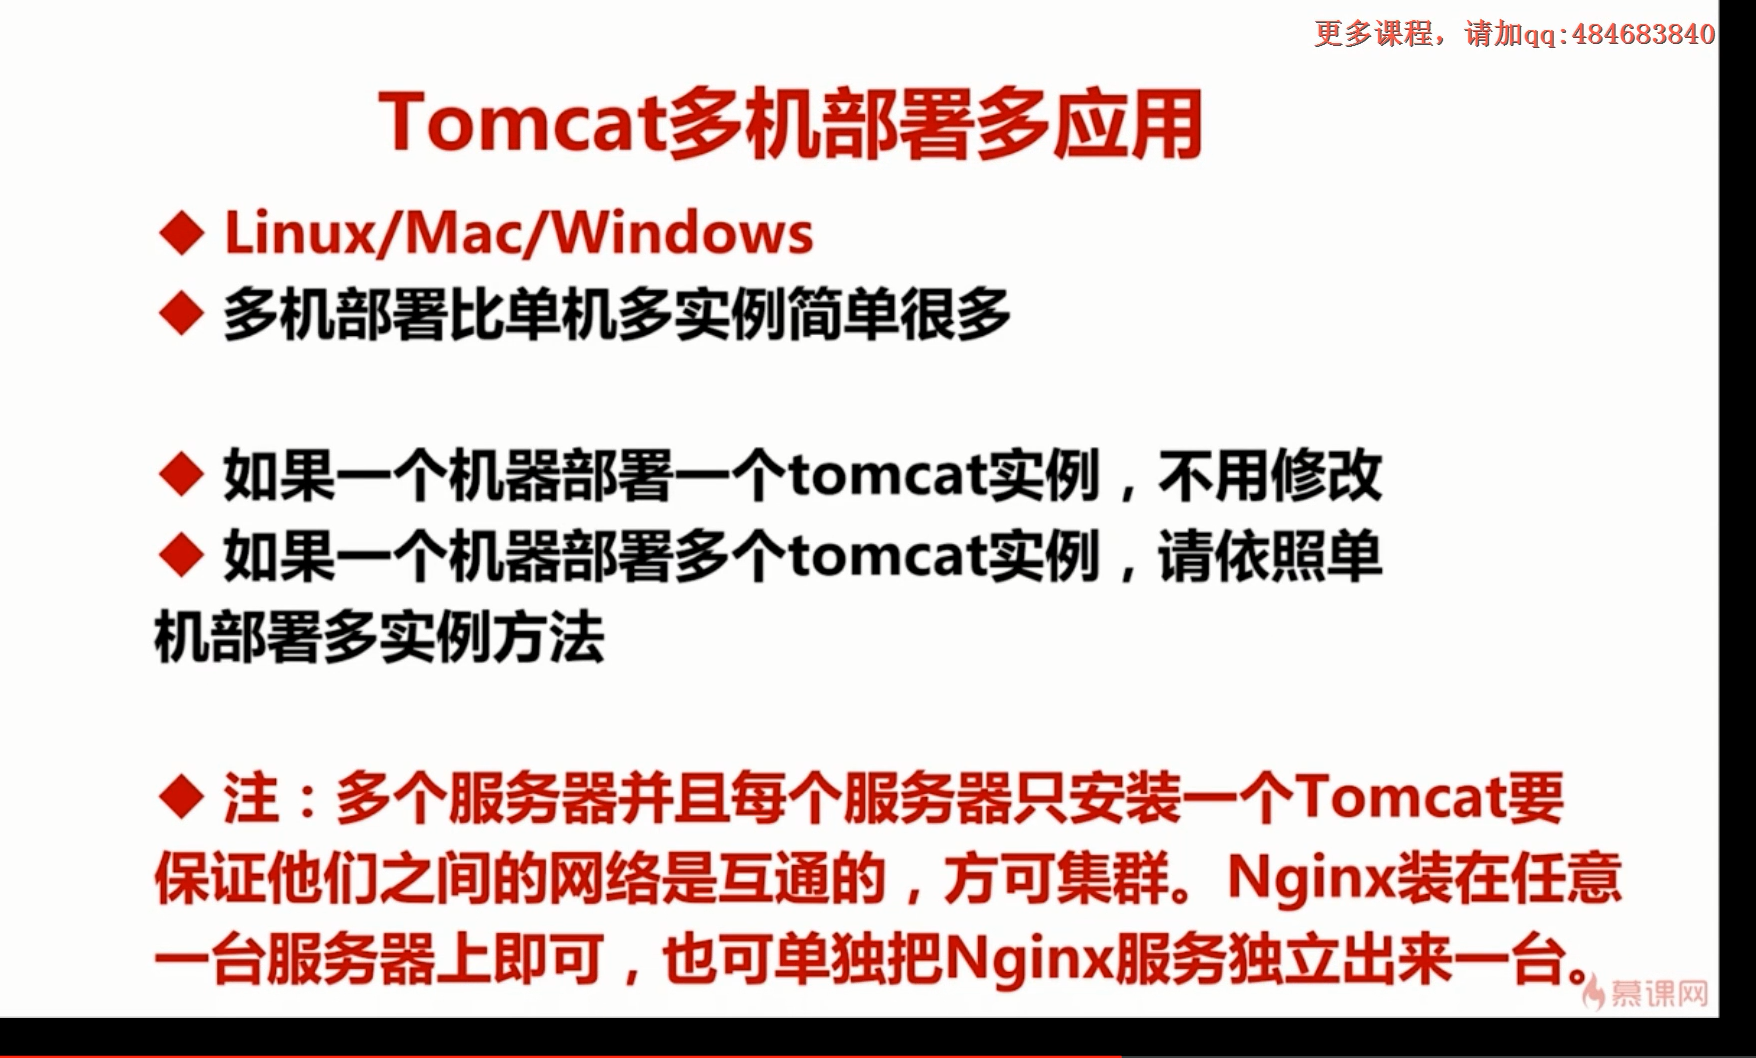 更多课程，请加qq:484683840
Tomcat多机部署多应用
◆ Linux/Mac/Windows
◆ 多机部署比单机多实例简单很多
◆ 如果一个机器部署一个tomcat实例，不用修改
◆ 如果一个机器部署多个tomcat实例，请依照单
机部署多实例方法
◆ 注：多个服务器并且每个服务器只安装一个Tomcat要
保证他们之间的网络是互通的，方可集群。Nginx装在任意
一台服务器上即可，也可单独把Nginx服务独立出来一台。
慕课网